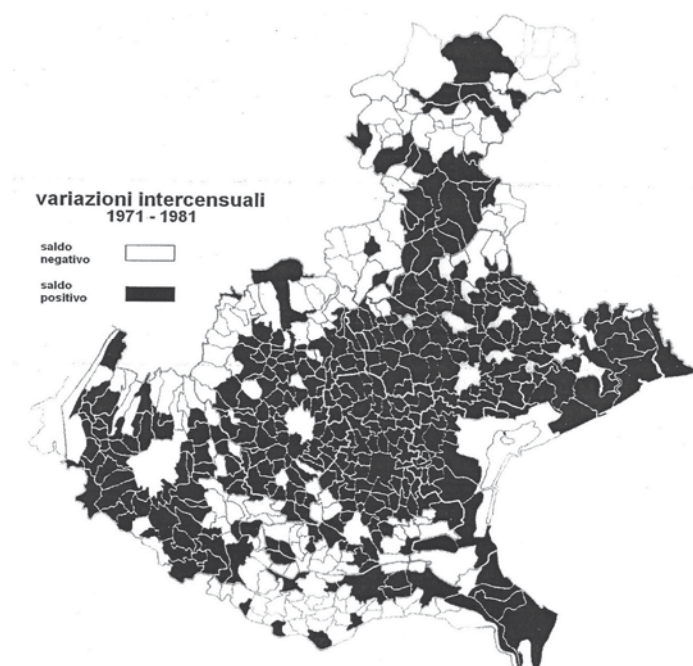 variazioni intercensuali
1971 - 1981
saldo
negativo
saldo
positivo